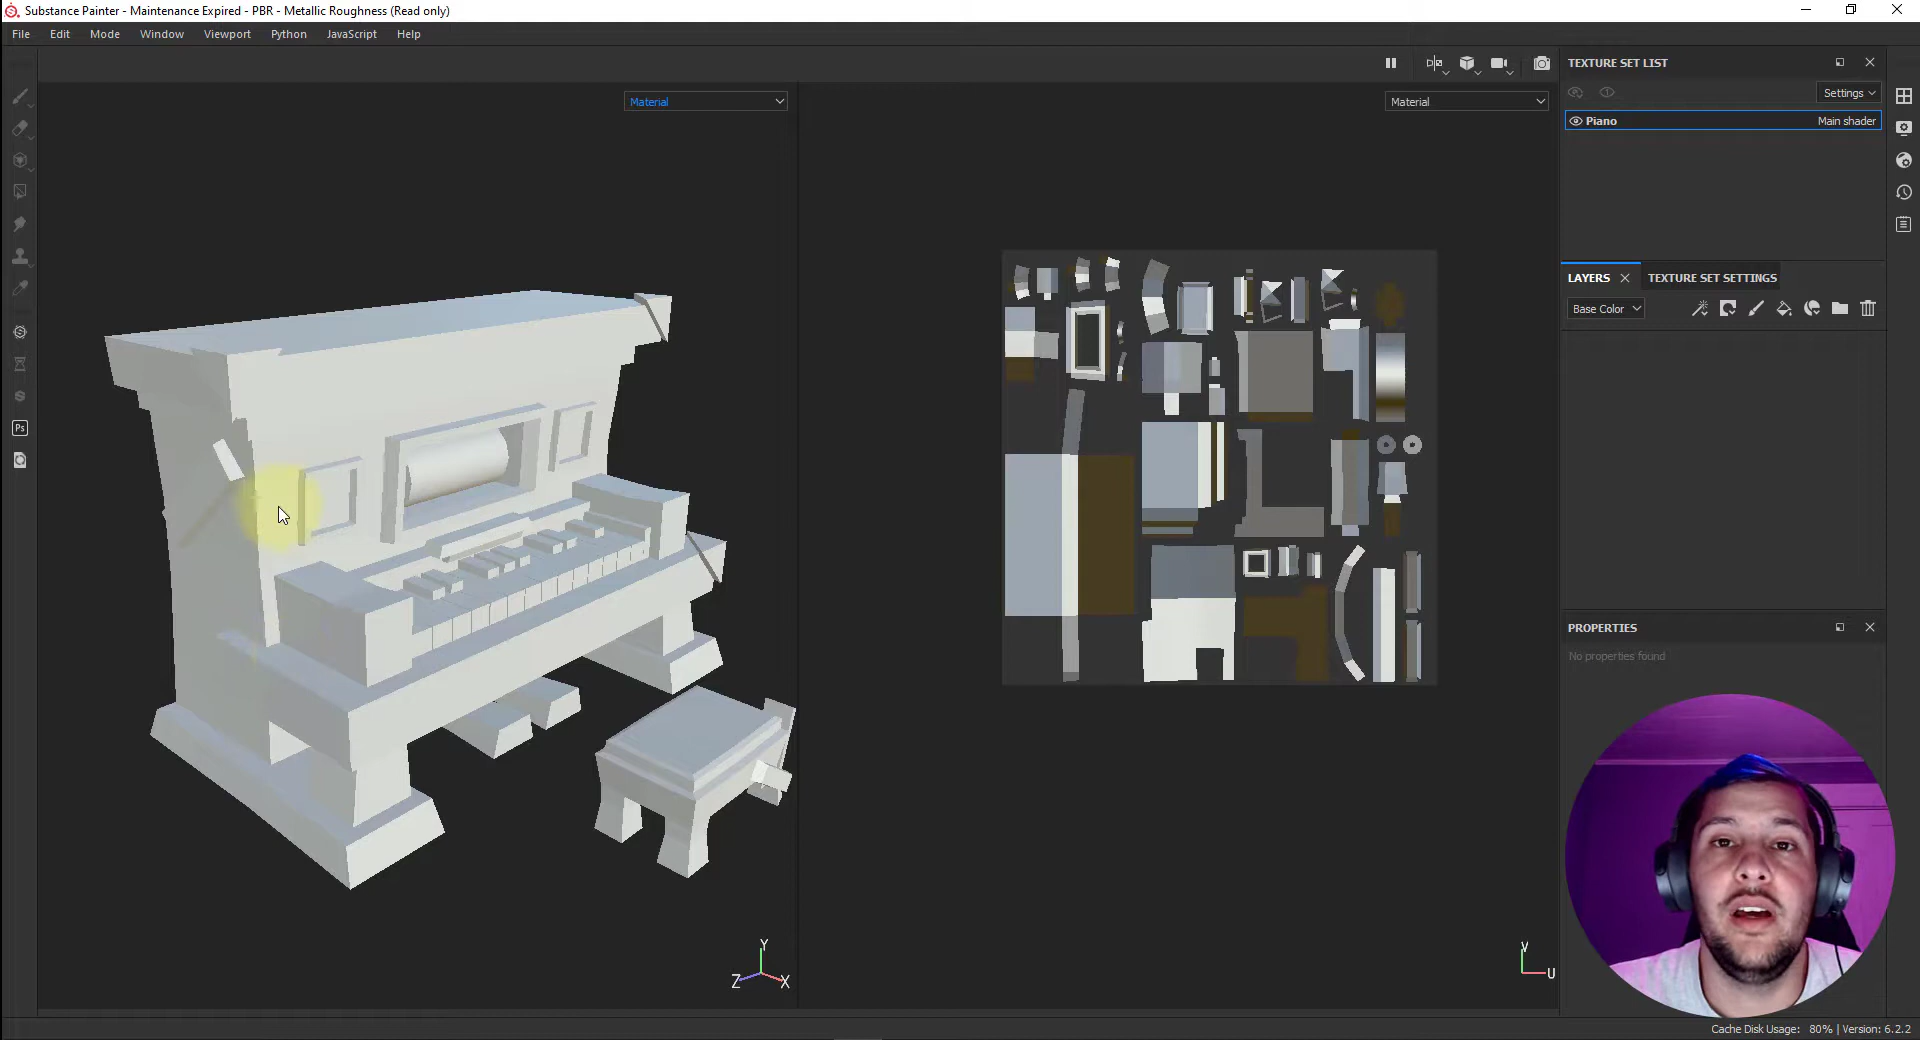 Substance Painter - Maintenance Expired - PBR - Metallic Roughness (Read only)
File Edit Mode Window Viewport Python JavaScript Help
TEXTURE SET LIST
Settings
Piano Main shader
Material
Material
LAYERS TEXTURE SET SETTINGS
Base Color
Ps
PROPERTIES
No properties found
Y
Z X
V
U
Cache Disk Usage: 80% | Version: 6.2.2